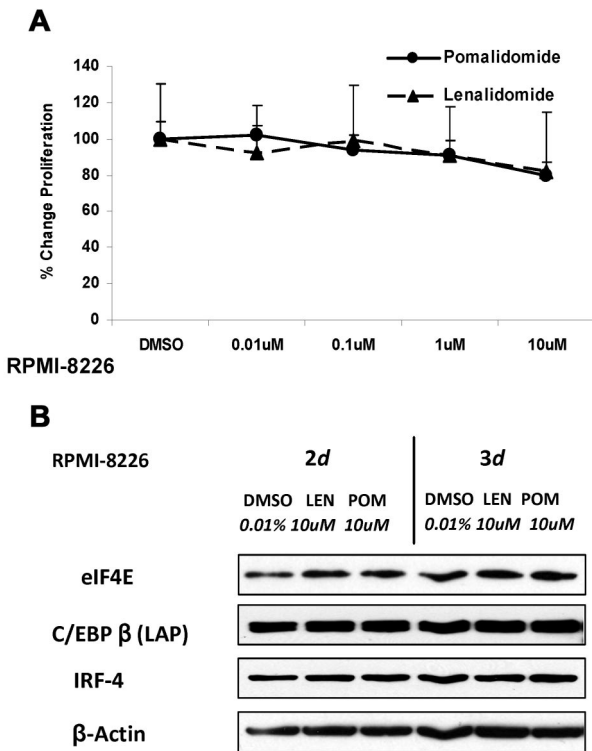 A
140
120
100
80
60
40
20
0
% Change Proliferation
Pomalidomide
Lenalidomide
DMSO 0.01uM 0.1uM 1uM 10uM
RPMI-8226
B
RPMI-8226 2d 3d
DMSO LEN POM DMSO LEN POM
0.01% 10uM 10uM 0.01% 10uM 10uM
eIF4E
C/EBP β (LAP)
IRF-4
β-Actin